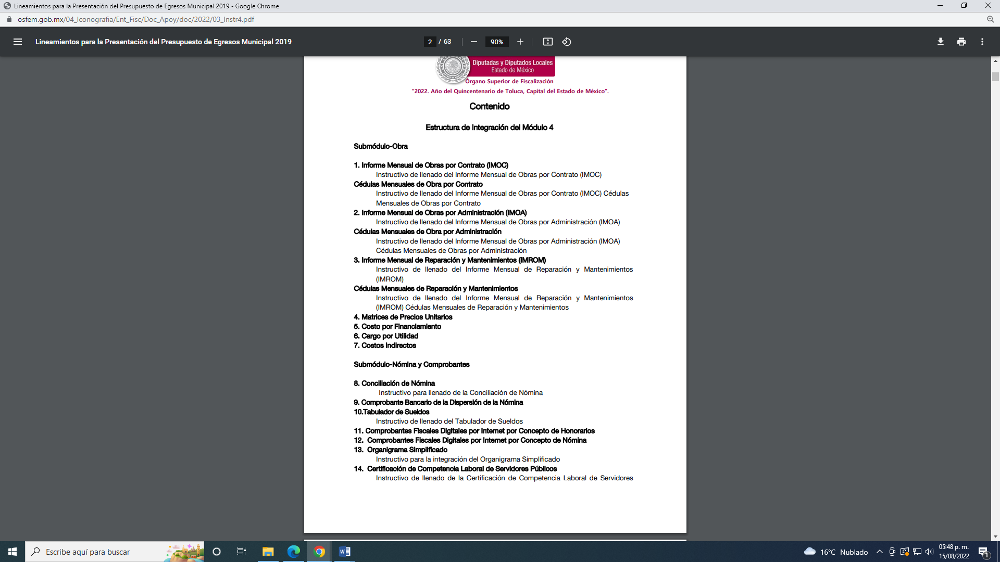 Lineamientos para la Presentación del Presupuesto de Egresos Municipal 2019 - Google Chrome
osfem.gob.mx/04_Iconografia/Ent_Fisc/Doc_Apoy/doc/2022/03_Instr4.pdf
Lineamientos para la Presentación del Presupuesto de Egresos Municipal 2019
2 / 63
90%
Diputadas y Diputados Locales
Estado de México
Órgano Superior de Fiscalización
"2022. Año del Quincentenario de Toluca, Capital del Estado de México".
Contenido
Estructura de Integración del Módulo 4
Submódulo-Obra
1. Informe Mensual de Obras por Contrato (IMOC)
Instructivo de llenado del Informe Mensual de Obras por Contrato (IMOC)
Cédulas Mensuales de Obra por Contrato
Instructivo de llenado del Informe Mensual de Obras por Contrato (IMOC) Cédulas
Mensuales de Obras por Contrato
2. Informe Mensual de Obras por Administración (IMOA)
Instructivo de llenado del Informe Mensual de Obras por Administración (IMOA)
Cédulas Mensuales de Obra por Administración
Instructivo de llenado del Informe Mensual de Obras por Administración (IMOA)
Cédulas Mensuales de Obras por Administración
3. Informe Mensual de Reparación y Mantenimientos (IMROM)
Instructivo de llenado del Informe Mensual de Reparación y Mantenimientos
(IMROM)
Cédulas Mensuales de Reparación y Mantenimientos
Instructivo de llenado del Informe Mensual de Reparación y Mantenimientos
(IMROM) Cédulas Mensuales de Reparación y Mantenimientos
4. Matrices de Precios Unitarios
5. Costo por Financiamiento
6. Cargo por Utilidad
7. Costos Indirectos
Submódulo-Nómina y Comprobantes
8. Conciliación de Nómina
Instructivo para llenado de la Conciliación de Nómina
9. Comprobante Bancario de la Dispersión de la Nómina
10.Tabulador de Sueldos
Instructivo de llenado del Tabulador de Sueldos
11. Comprobantes Fiscales Digitales por Internet por Concepto de Honorarios
12. Comprobantes Fiscales Digitales por Internet por Concepto de Nómina
13. Organigrama Simplificado
Instructivo para la integración del Organigrama Simplificado
14. Certificación de Competencia Laboral de Servidores Públicos
Instructivo de llenado de la Certificación de Competencia Laboral de Servidores
Escribe aquí para buscar
16°C Nublado
05:48 p. m.
15/08/2022
1